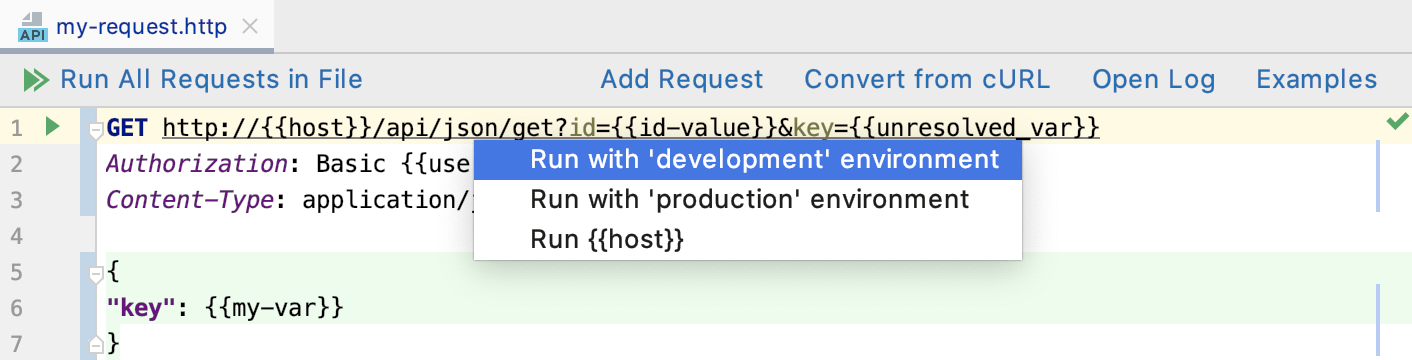 API my-request.http
Run All Requests in File Add Request Convert from cURL Open Log Examples
1 GET http://{{host}}/api/json/get?id={{id-value}}&key={{unresolved_var}}
2 Authorization: Basic {{use
3 Content-Type: application/
Run with 'development' environment
Run with 'production' environment
Run {{host}}
4
5 {
6 "key": {{my-var}}
7 }